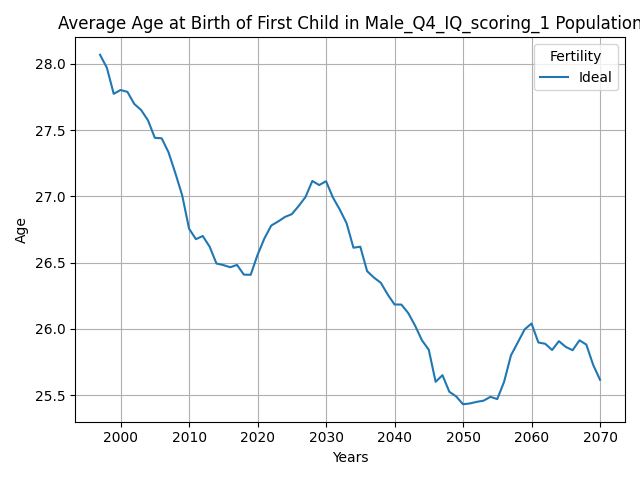 Average Age at Birth of First Child in Male_Q4_IQ_scoring_1 Population
Fertility
Ideal
28.0
27.5
27.0
26.5
26.0
25.5
Age
2000 2010 2020 2030 2040 2050 2060 2070
Years